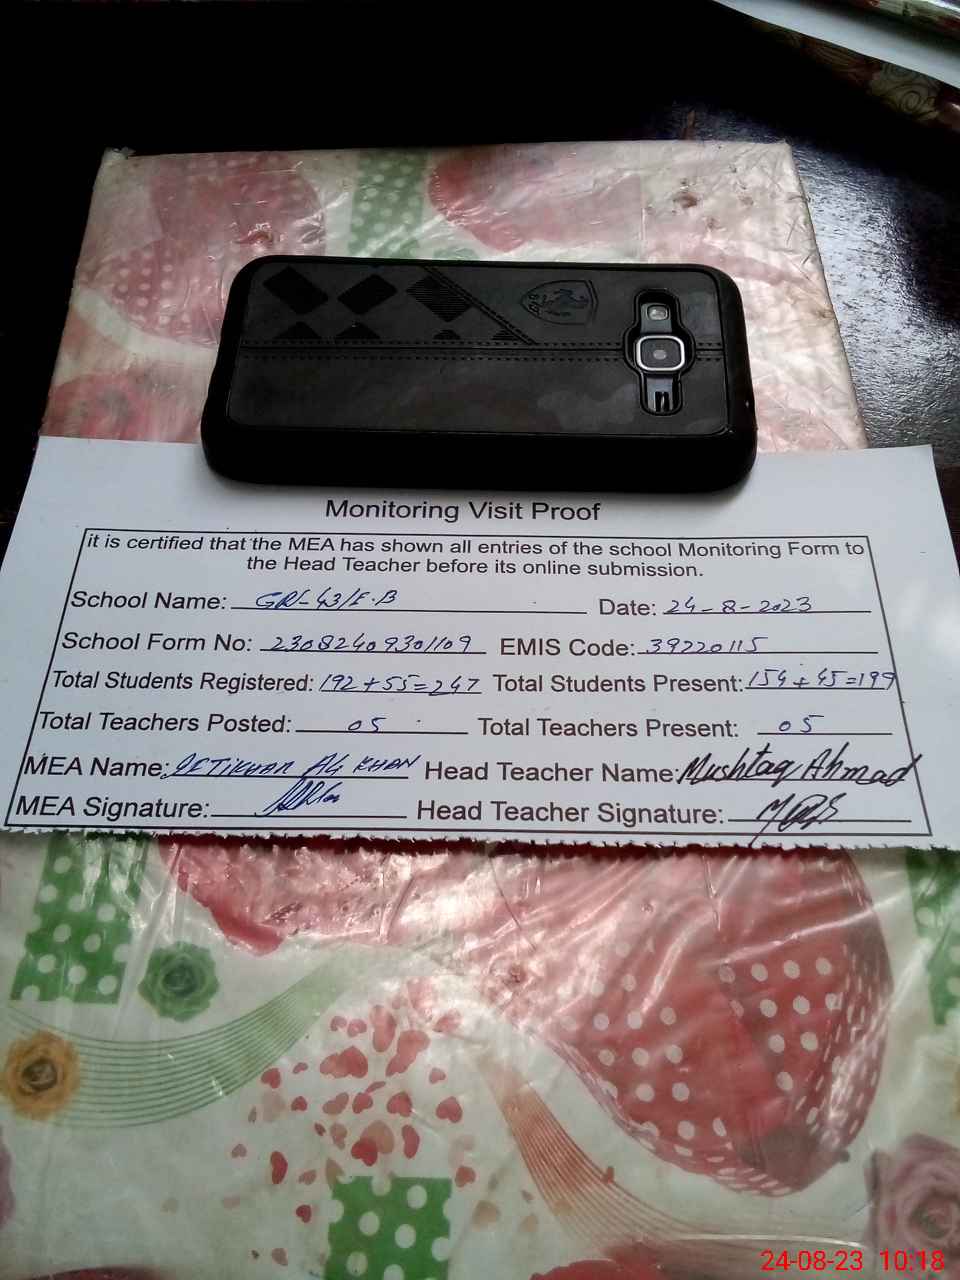 Monitoring Visit Proof
it is certified that the MEA has shown all entries of the school Monitoring Form to
the Head Teacher before its online submission.
School Name: 43/E.B Date: 24-8-2023
School Form No: 23082409301109 EMIS Code: 39220115
Total Students Registered: 192+55=247 Total Students Present: 154+45=199
Total Teachers Posted: 05 Total Teachers Present: 05
MEA Name: IFTIKHAR ALI KHAN Head Teacher Name: Mushtaq Ahmad
MEA Signature: Head Teacher Signature:
24-08-23 10:18